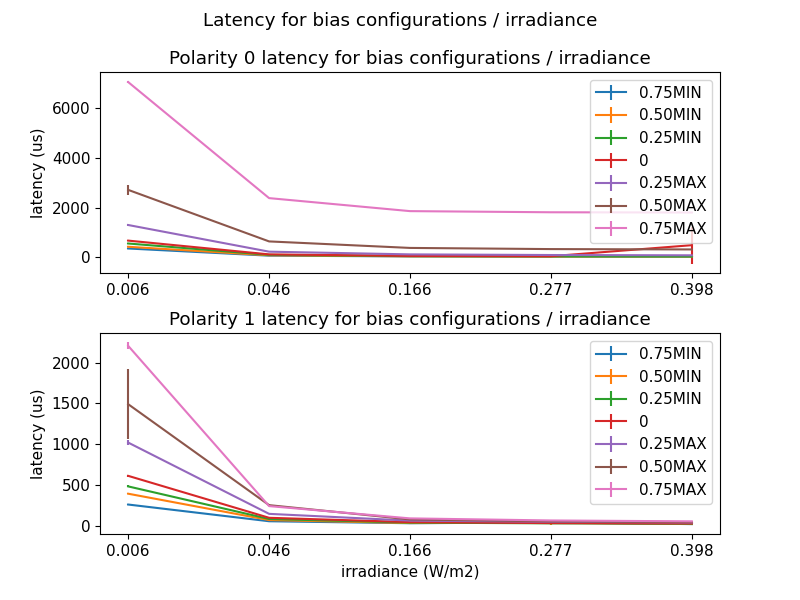 Latency for bias configurations / irradiance
Polarity 0 latency for bias configurations / irradiance
latency (us)
6000
4000
2000
0
0.006 0.046 0.166 0.277 0.398
0.75MIN
0.50MIN
0.25MIN
0
0.25MAX
0.50MAX
0.75MAX
Polarity 1 latency for bias configurations / irradiance
latency (us)
2000
1500
1000
500
0
0.006 0.046 0.166 0.277 0.398
0.75MIN
0.50MIN
0.25MIN
0
0.25MAX
0.50MAX
0.75MAX
irradiance (W/m2)